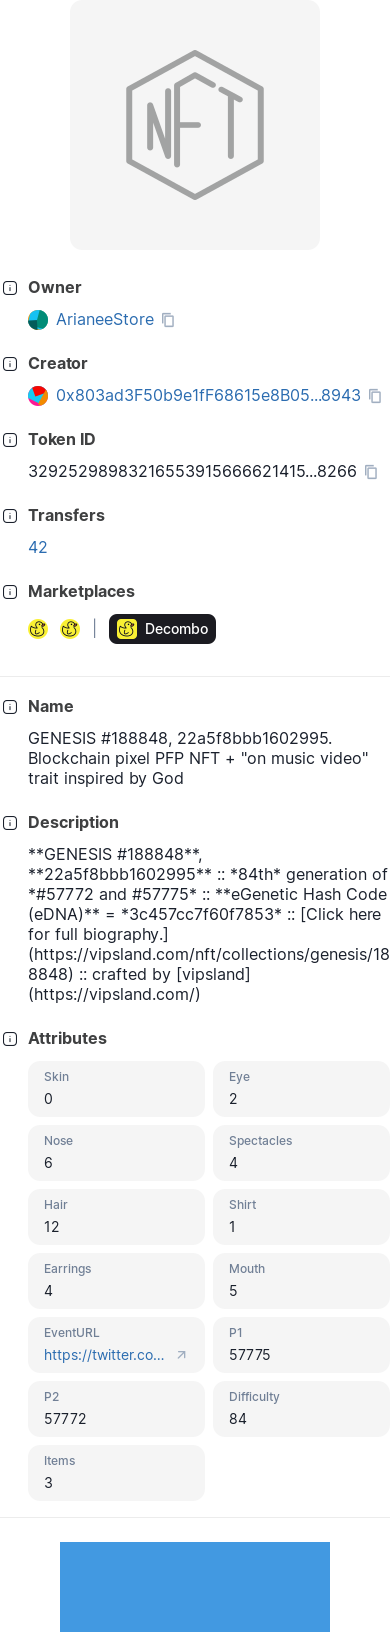 NFT
Owner
ArianeeStore
Creator
0x803ad3F50b9e1fF68615e8B05...8943
Token ID
32925298983216553915666621415...8266
Transfers
42
Marketplaces
| Decombo
Name
GENESIS #188848, 22a5f8bbb1602995.
Blockchain pixel PFP NFT + "on music video"
trait inspired by God
Description
**GENESIS #188848**,
**22a5f8bbb1602995** :: *84th* generation of
*#57772 and #57775* :: **eGenetic Hash Code
(eDNA)** = *3c457cc7f60f7853* :: [Click here
for full biography.]
(https://vipsland.com/nft/collections/genesis/18
8848) :: crafted by [vipsland]
(https://vipsland.com/)
Attributes
Skin
0
Eye
2
Nose
6
Spectacles
4
Hair
12
Shirt
1
Earrings
4
Mouth
5
EventURL
https://twitter.co...
P1
57775
P2
57772
Difficulty
84
Items
3